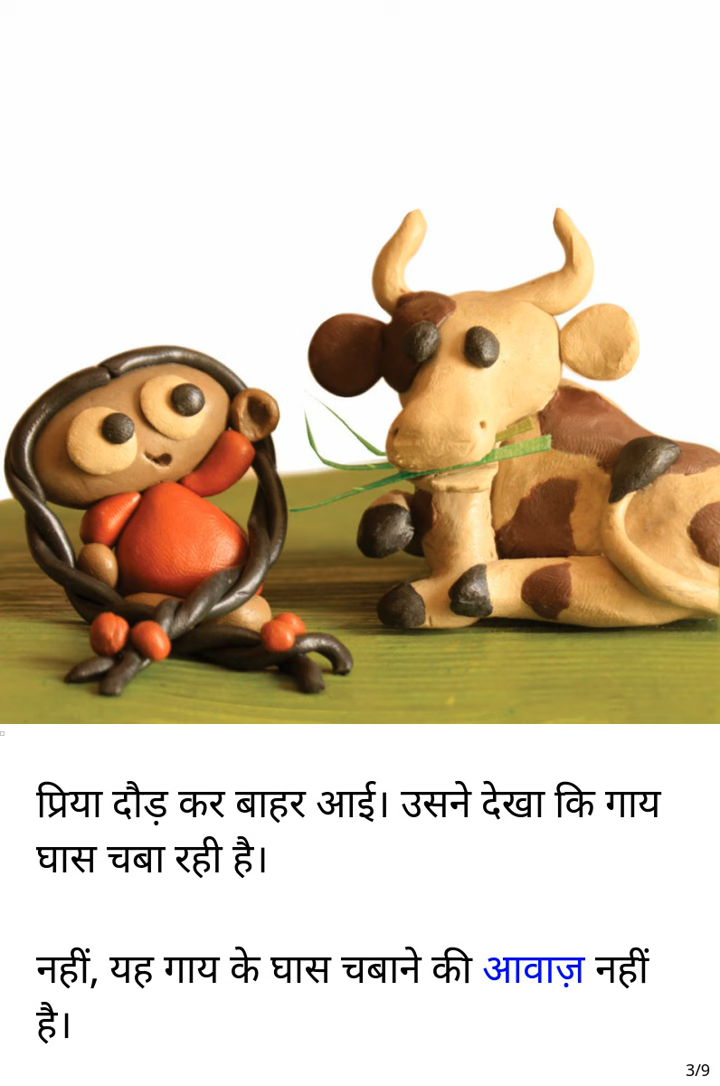 प्रिया दौड़ कर बाहर आई। उसने देखा कि गाय
घास चबा रही है।
नहीं, यह गाय के घास चबाने की आवाज़ नहीं
है।
3/9